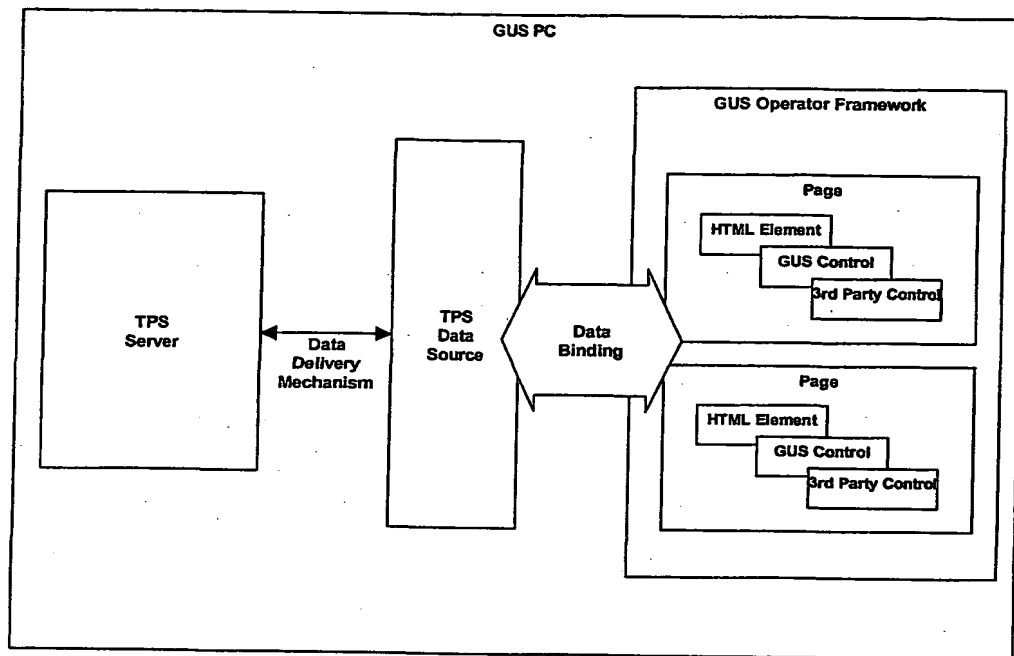 GUS PC
GUS Operator Framework
Page
HTML Element
GUS Control
3rd Party Control
TPS
Server
Data
Delivery
Mechanism
TPS
Data
Source
Data
Binding
Page
HTML Element
GUS Control
3rd Party Control